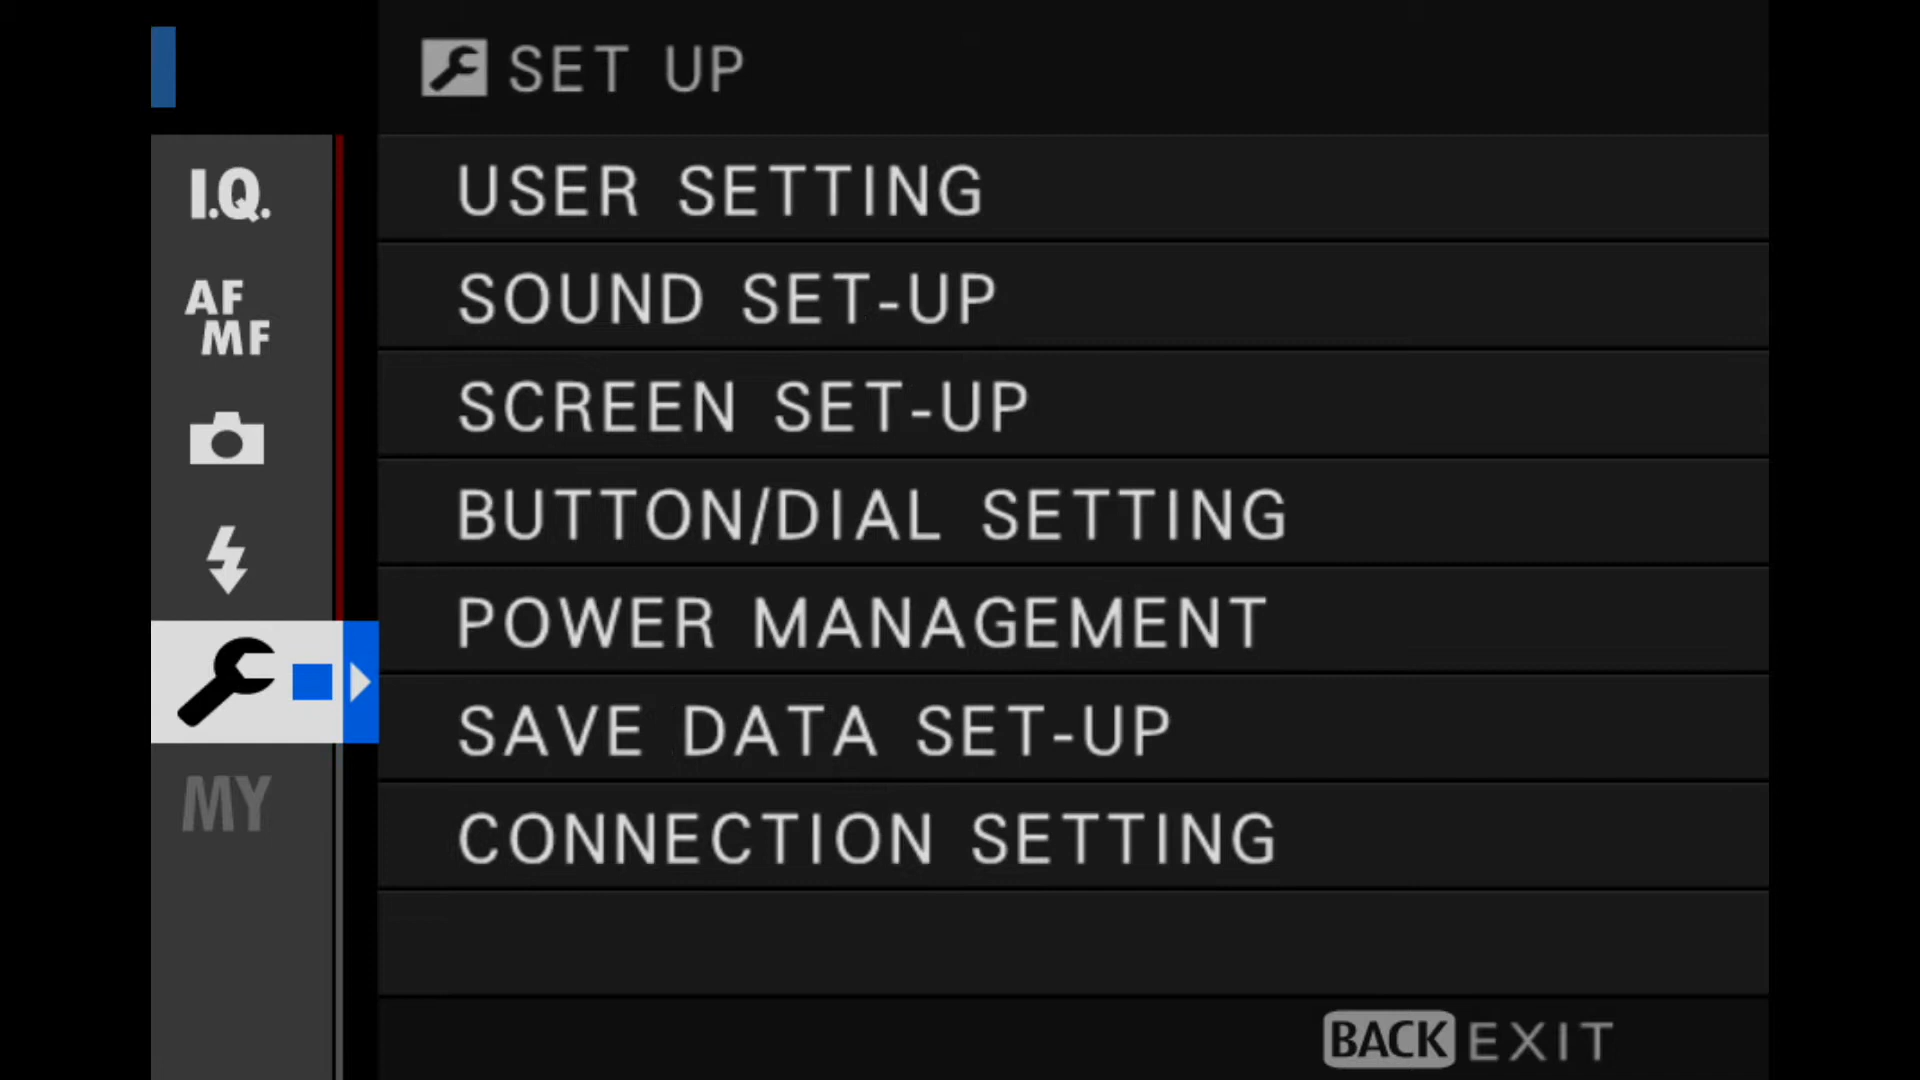 SET UP
I.Q.
USER SETTING
AF
MF
SOUND SET-UP
SCREEN SET-UP
BUTTON/DIAL SETTING
POWER MANAGEMENT
SAVE DATA SET-UP
MY
CONNECTION SETTING
BACK EXIT